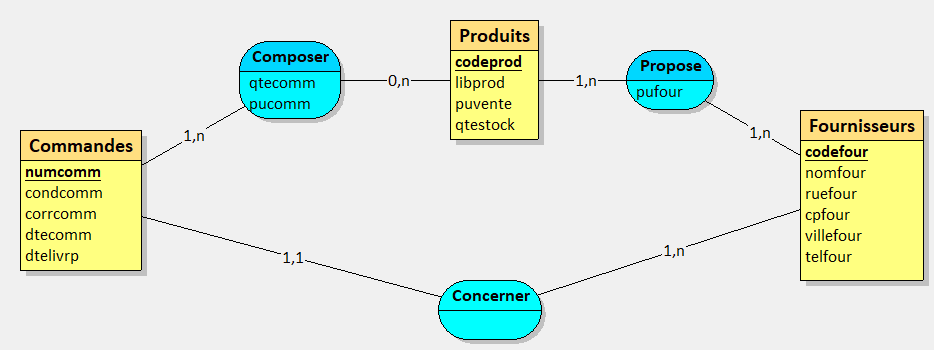 Produits
codeprod
libprod
puvente
qtestock
Composer
qtecomm
pucomm
0,n
1,n
Propose
pufour
1,n
1,n
Commandes
numcomm
condcomm
corrcomm
dtecomm
dtelivrp
Fournisseurs
codefour
nomfour
ruefour
cpfour
villefour
telfour
1,1
1,n
Concerner